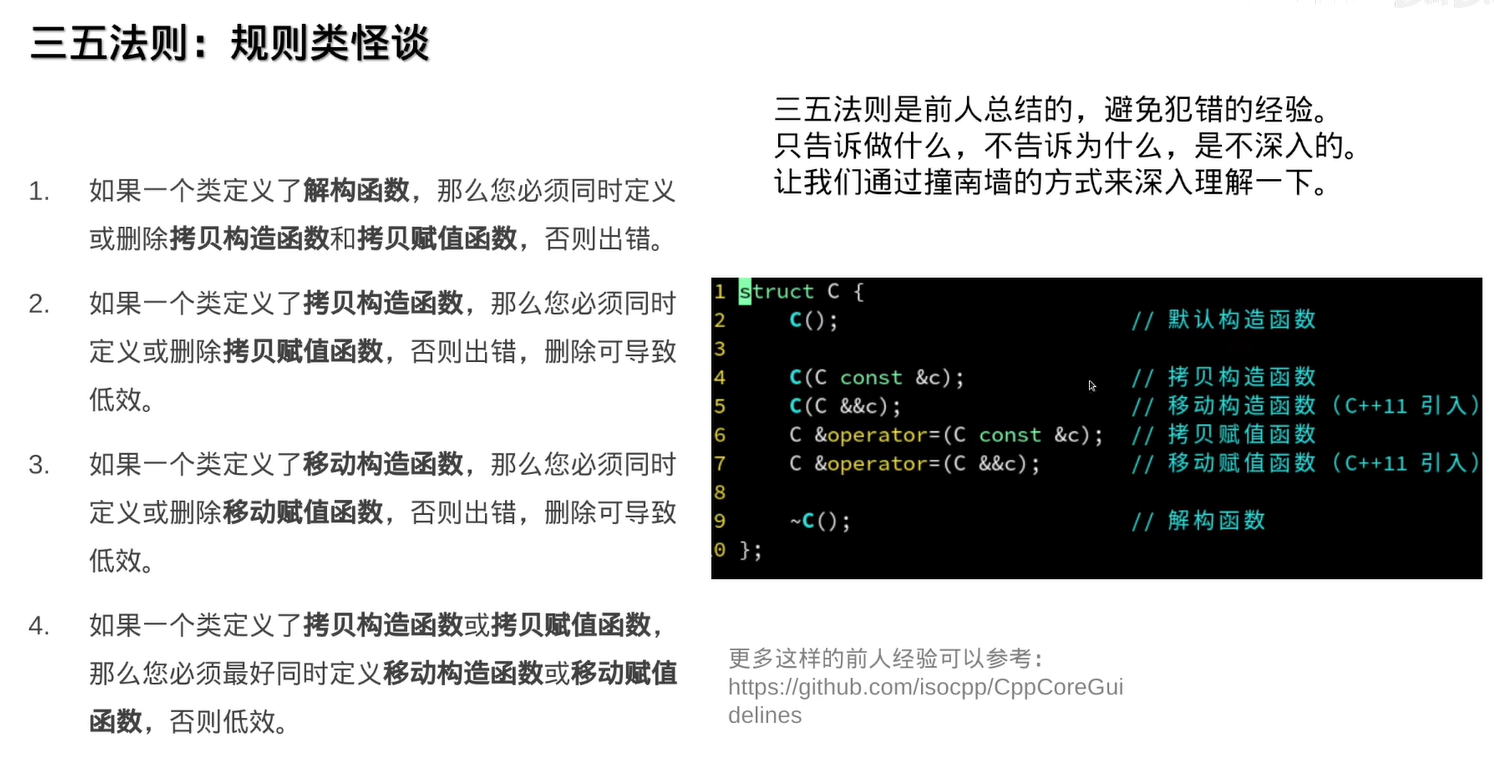 三五法则：规则类怪谈
三五法则是前人总结的，避免犯错的经验。
只告诉做什么，不告诉为什么，是不深入的。
让我们通过撞南墙的方式来深入理解一下。
1. 如果一个类定义了解构函数，那么您必须同时定义
或删除拷贝构造函数和拷贝赋值函数，否则出错。
2. 如果一个类定义了拷贝构造函数，那么您必须同时
定义或删除拷贝赋值函数，否则出错，删除可导致
低效。
3. 如果一个类定义了移动构造函数，那么您必须同时
定义或删除移动赋值函数，否则出错，删除可导致
低效。
4. 如果一个类定义了拷贝构造函数或拷贝赋值函数，
那么您必须最好同时定义移动构造函数或移动赋值
函数，否则低效。
1 struct C {
2     C();                    // 默认构造函数
3
4     C(C const &c);          // 拷贝构造函数
5     C(C &&c);               // 移动构造函数（C++11 引入）
6     C &operator=(C const &c);  // 拷贝赋值函数
7     C &operator=(C &&c);    // 移动赋值函数（C++11 引入）
8
9     ~C();                   // 解构函数
0 };
更多这样的前人经验可以参考：
https://github.com/isocpp/CppCoreGui
delines